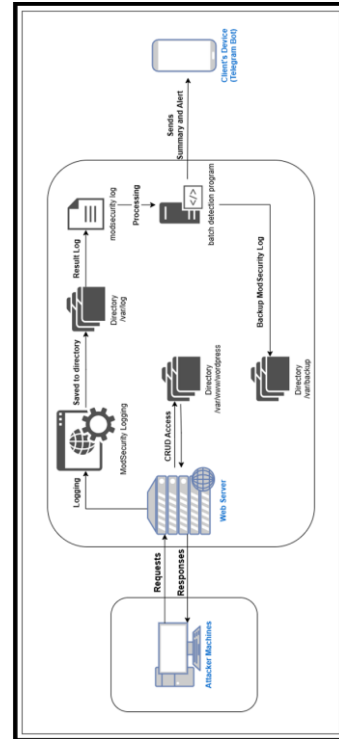 Attacker Machines
Requests
Responses
Web Server
Logging
ModSecurity Logging
Saved to directory
Directory
/var/log
Result Log
modsecurity log
Processing
batch detection program
CRUD Access
Directory
/var/www/wordpress
Backup ModSecurity Log
Directory
/var/backup
Sends
Summary and Alert
Client's Device
(Telegram Bot)